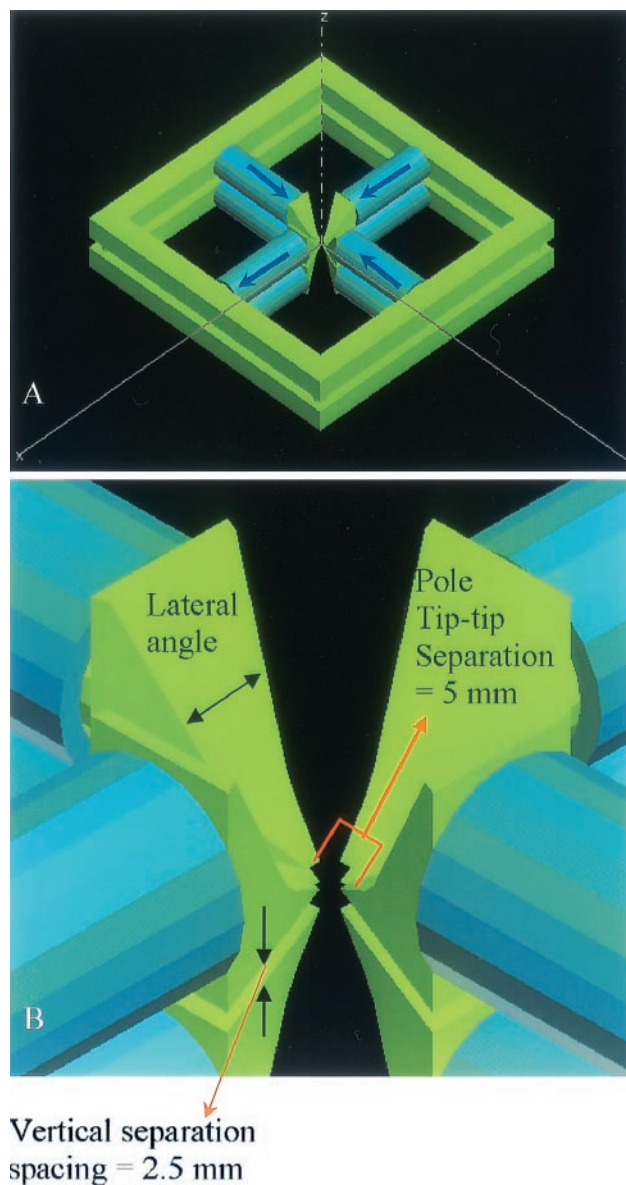 z
A
x
Lateral
angle
Pole
Tip-tip
Separation
= 5 mm
B
Vertical separation
spacing = 2.5 mm